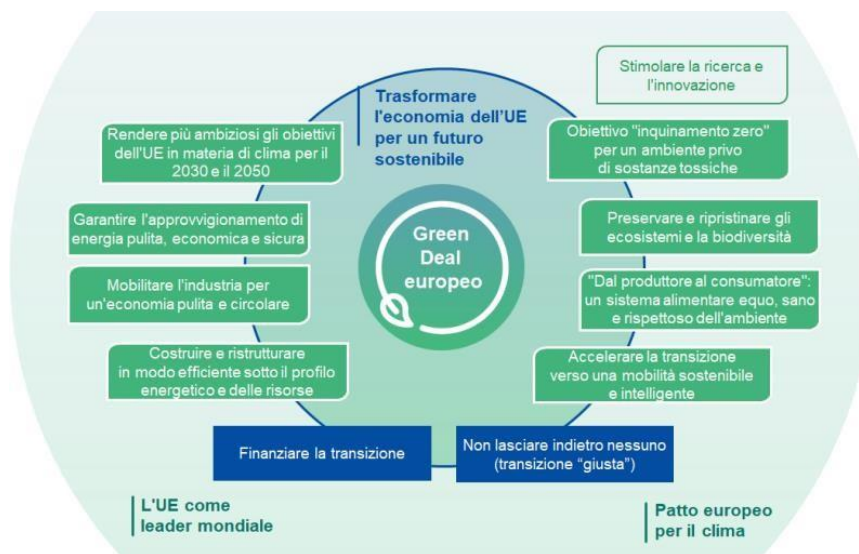 Stimolare la ricerca e
l'innovazione
Trasformare
l'economia dell'UE
per un futuro
sostenibile
Rendere più ambiziosi gli obiettivi
dell'UE in materia di clima per il
2030 e il 2050
Garantire l'approvvigionamento di
energia pulita, economica e sicura
Mobilitare l'industria per
un'economia pulita e circolare
Costruire e ristrutturare
in modo efficiente sotto il profilo
energetico e delle risorse
Green
Deal
europeo
Obiettivo "inquinamento zero"
per un ambiente privo
di sostanze tossiche
Preservare e ripristinare gli
ecosistemi e la biodiversità
"Dal produttore al consumatore":
un sistema alimentare equo, sano
e rispettoso dell'ambiente
Accelerare la transizione
verso una mobilità sostenibile
e intelligente
Finanziare la transizione
Non lasciare indietro nessuno
(transizione “giusta”)
L'UE come
leader mondiale
Patto europeo
per il clima